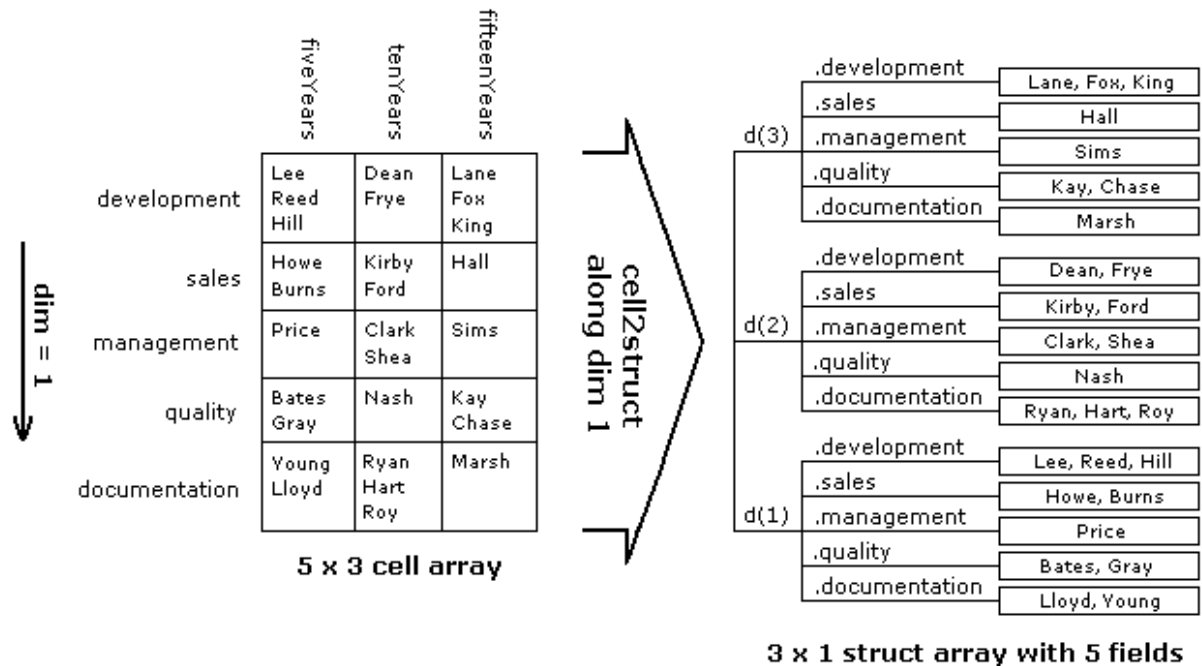 fiveYears
tenYears
fifteenYears
development
sales
management
quality
documentation
dim = 1
Lee
Reed
Hill
Dean
Frye
Lane
Fox
King
Howe
Burns
Kirby
Ford
Hall
Price
Clark
Shea
Sims
Bates
Gray
Nash
Kay
Chase
Young
Lloyd
Ryan
Hart
Roy
Marsh
5 x 3 cell array
cell2struct
along dim 1
d(3)
.development
Lane, Fox, King
.sales
Hall
.management
Sims
.quality
Kay, Chase
.documentation
Marsh
d(2)
.development
Dean, Frye
.sales
Kirby, Ford
.management
Clark, Shea
.quality
Nash
.documentation
Ryan, Hart, Roy
d(1)
.development
Lee, Reed, Hill
.sales
Howe, Burns
.management
Price
.quality
Bates, Gray
.documentation
Lloyd, Young
3 x 1 struct array with 5 fields